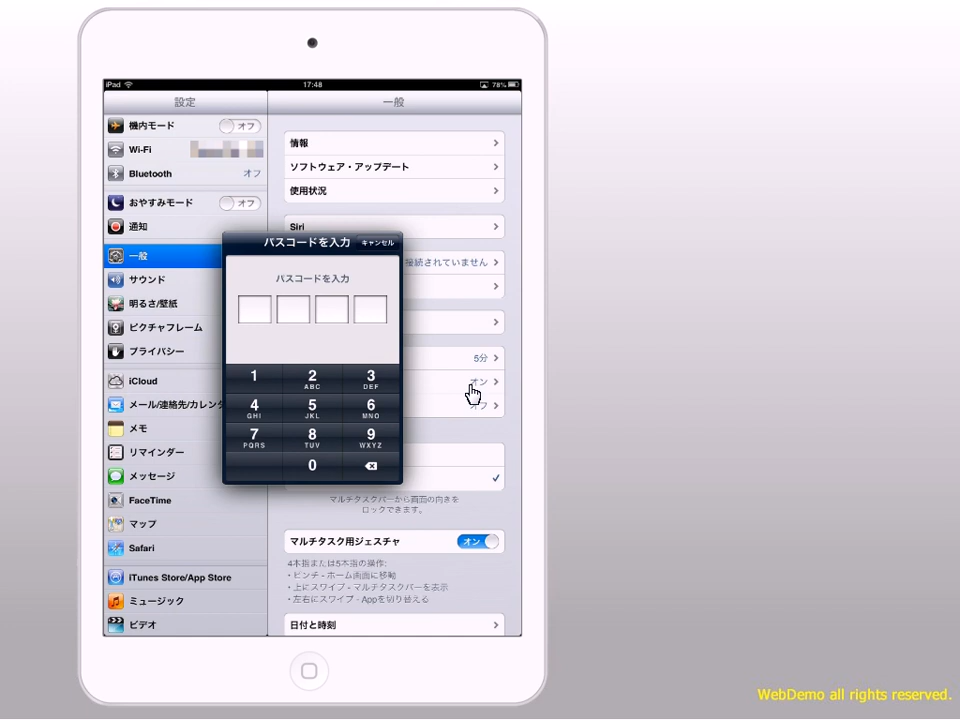 iPad
17:48
78%
設定
一般
機内モード
オフ
Wi-Fi
Bluetooth
オフ
おやすみモード
オフ
通知
一般
サウンド
明るさ/壁紙
ピクチャフレーム
プライバシー
iCloud
メール/連絡先/カレンダ
メモ
リマインダー
メッセージ
FaceTime
マップ
Safari
iTunes Store/App Store
ミュージック
ビデオ
情報
ソフトウェア・アップデート
使用状況
Siri
接続されていません
5分
オン
オフ
パスコードを入力
キャンセル
パスコードを入力
1
2
ABC
3
DEF
4
GHI
5
JKL
6
MNO
7
PQRS
8
TUV
9
WXYZ
0
マルチタスクバーから画面の向きを
ロックできます。
マルチタスク用ジェスチャ
オン
4本指または5本指の操作:
・ピンチ - ホーム画面に移動
・上にスワイプ - マルチタスクバーを表示
・左右にスワイプ - Appを切り替える
日付と時刻
WebDemo all rights reserved.